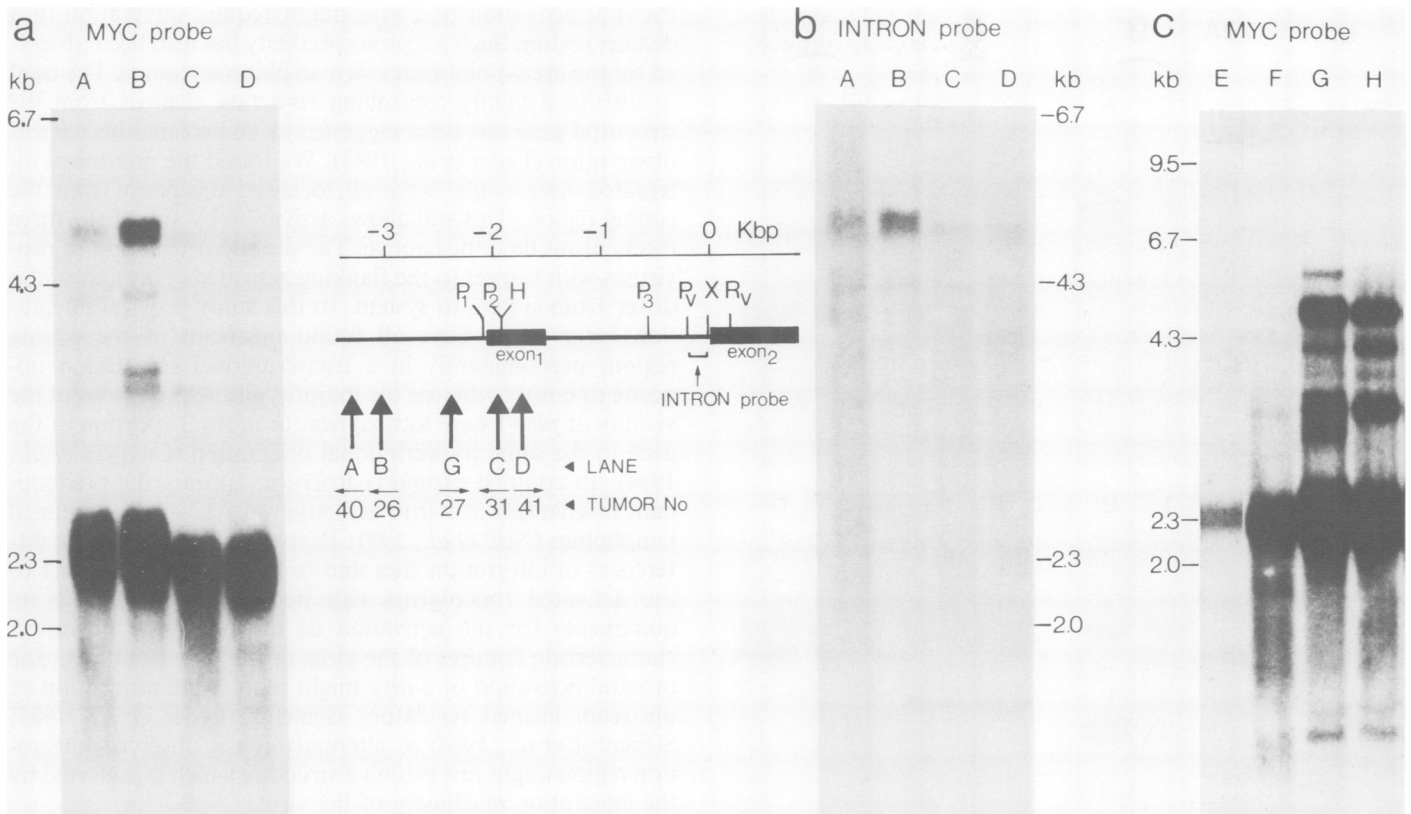 a MYC probe
kb A B C D
6.7
4.3
2.3
2.0
−3 −2 −1 0 Kbp
P1 P2 H P3 Pv X Rv
exon1 exon2
INTRON probe
A B G C D ◄ LANE
40 26 27 31 41 ◄ TUMOR No
b INTRON probe
A B C D kb
6.7
4.3
2.3
2.0
c MYC probe
kb E F G H
9.5
6.7
4.3
2.3
2.0